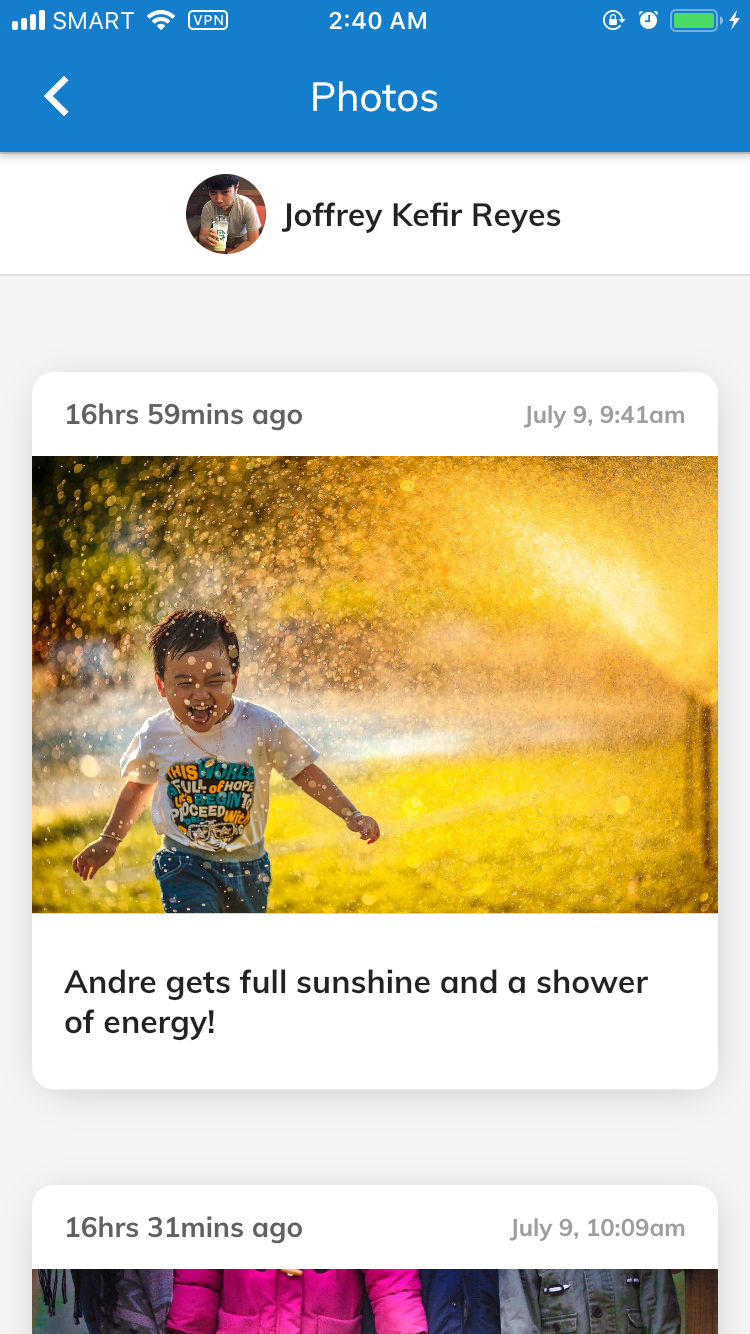 SMART VPN 2:40 AM
Photos
Joffrey Kefir Reyes
16hrs 59mins ago July 9, 9:41am
THIS WORLD
FULL of HOPE
LIFE BEGIN TO
PROCEED With
Andre gets full sunshine and a shower
of energy!
16hrs 31mins ago July 9, 10:09am